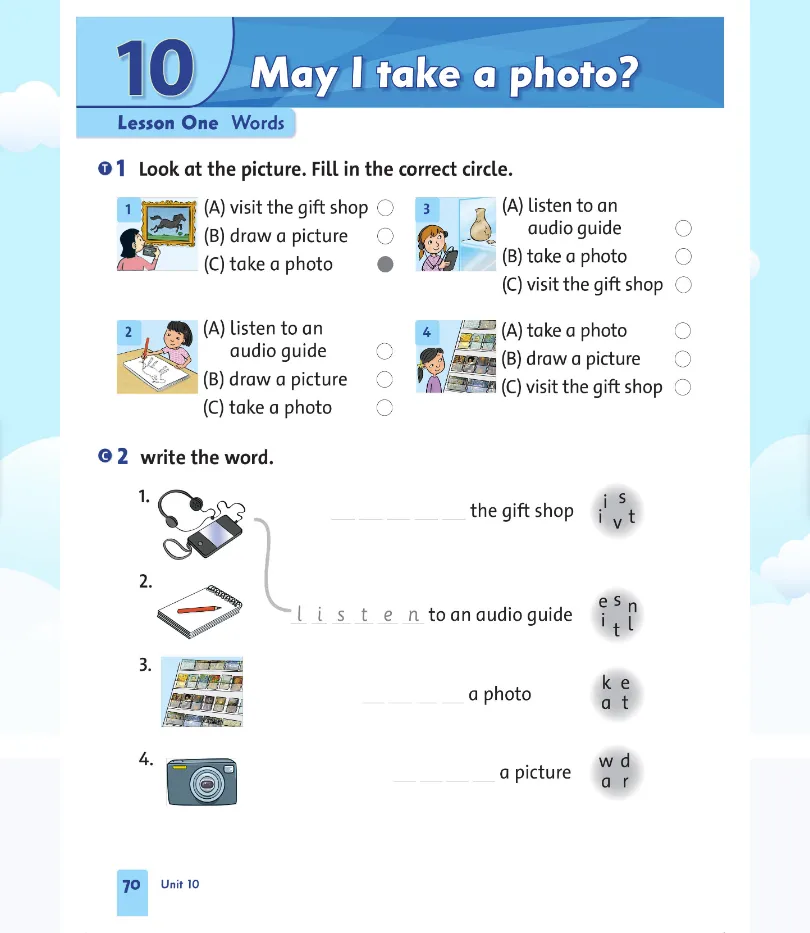 10
May I take a photo?
Lesson One Words
T 1 Look at the picture. Fill in the correct circle.
1
(A) visit the gift shop
(B) draw a picture
(C) take a photo
2
(A) listen to an
audio guide
(B) draw a picture
(C) take a photo
3
(A) listen to an
audio guide
(B) take a photo
(C) visit the gift shop
4
(A) take a photo
(B) draw a picture
(C) visit the gift shop
C 2 write the word.
1.
_ _ _ _ _ the gift shop
i s
i v t
2.
l i s t e n to an audio guide
e s n
i t l
3.
_ _ _ _ a photo
k e
a t
4.
_ _ _ _ a picture
w d
a r
70 Unit 10